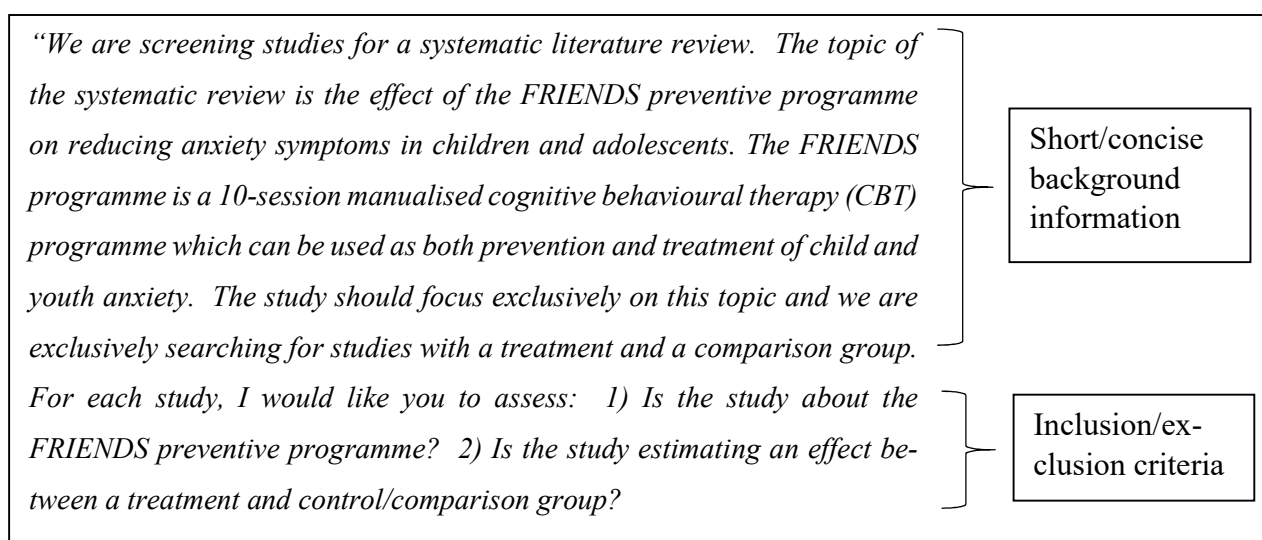 “We are screening studies for a systematic literature review. The topic of
the systematic review is the effect of the FRIENDS preventive programme
on reducing anxiety symptoms in children and adolescents. The FRIENDS
programme is a 10-session manualised cognitive behavioural therapy (CBT)
programme which can be used as both prevention and treatment of child and
youth anxiety. The study should focus exclusively on this topic and we are
exclusively searching for studies with a treatment and a comparison group.
For each study, I would like you to assess: 1) Is the study about the
FRIENDS preventive programme? 2) Is the study estimating an effect be-
tween a treatment and control/comparison group?
Short/concise
background
information
Inclusion/ex-
clusion criteria